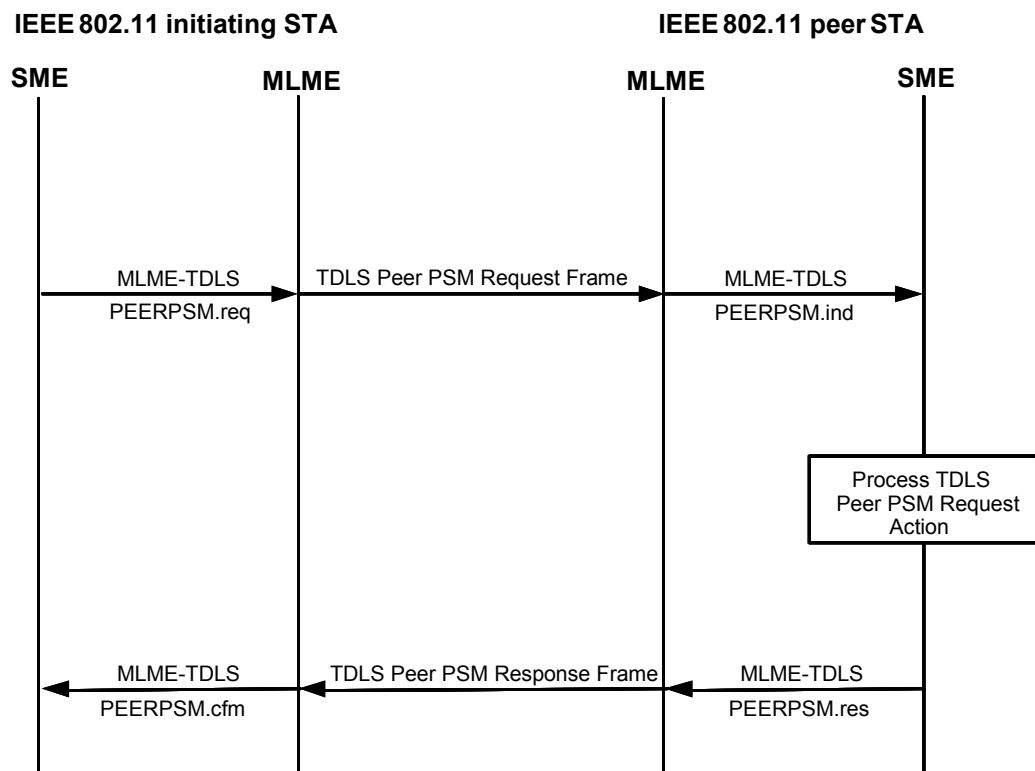 IEEE 802.11 initiating STA
IEEE 802.11 peer STA
SME
MLME
MLME
SME
MLME-TDLS
PEERPSM.req
TDLS Peer PSM Request Frame
MLME-TDLS
PEERPSM.ind
Process TDLS
Peer PSM Request
Action
MLME-TDLS
PEERPSM.cfm
TDLS Peer PSM Response Frame
MLME-TDLS
PEERPSM.res